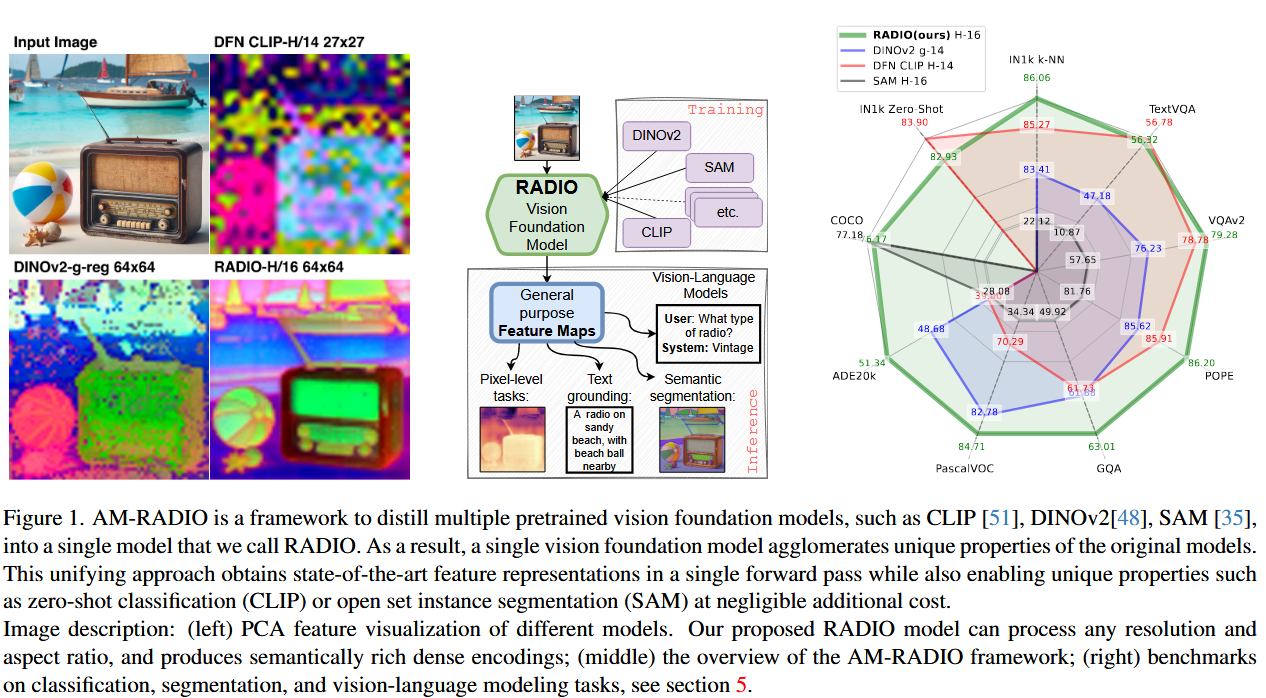 Input Image
DFN CLIP-H/14 27x27
DINOv2-g-reg 64x64
RADIO-H/16 64x64
Training
DINOv2
SAM
etc.
CLIP
RADIO
Vision
Foundation
Model
General
purpose
Feature Maps
Vision-Language
Models
User: What type
of radio?
System: Vintage
Pixel-level
tasks:
Text
grounding:
A radio on
sandy
beach, with
beach ball
nearby
Semantic
segmentation:
Inference
RADIO(ours) H-16
DINOv2 g-14
DFN CLIP H-14
SAM H-16
IN1k k-NN
86.06
85.27
83.41
22.12
TextVQA
56.78
56.32
47.18
10.87
VQAv2
79.28
78.78
76.23
57.65
POPE
86.20
85.91
85.62
81.76
GQA
63.01
61.73
49.92
PascalVOC
84.71
82.78
70.29
34.34
ADE20k
51.34
48.68
28.08
COCO
77.18
IN1k Zero-Shot
83.90
82.93
Figure 1. AM-RADIO is a framework to distill multiple pretrained vision foundation models, such as CLIP [51], DINOv2[48], SAM [35],
into a single model that we call RADIO. As a result, a single vision foundation model agglomerates unique properties of the original models.
This unifying approach obtains state-of-the-art feature representations in a single forward pass while also enabling unique properties such
as zero-shot classification (CLIP) or open set instance segmentation (SAM) at negligible additional cost.
Image description: (left) PCA feature visualization of different models. Our proposed RADIO model can process any resolution and
aspect ratio, and produces semantically rich dense encodings; (middle) the overview of the AM-RADIO framework; (right) benchmarks
on classification, segmentation, and vision-language modeling tasks, see section 5.